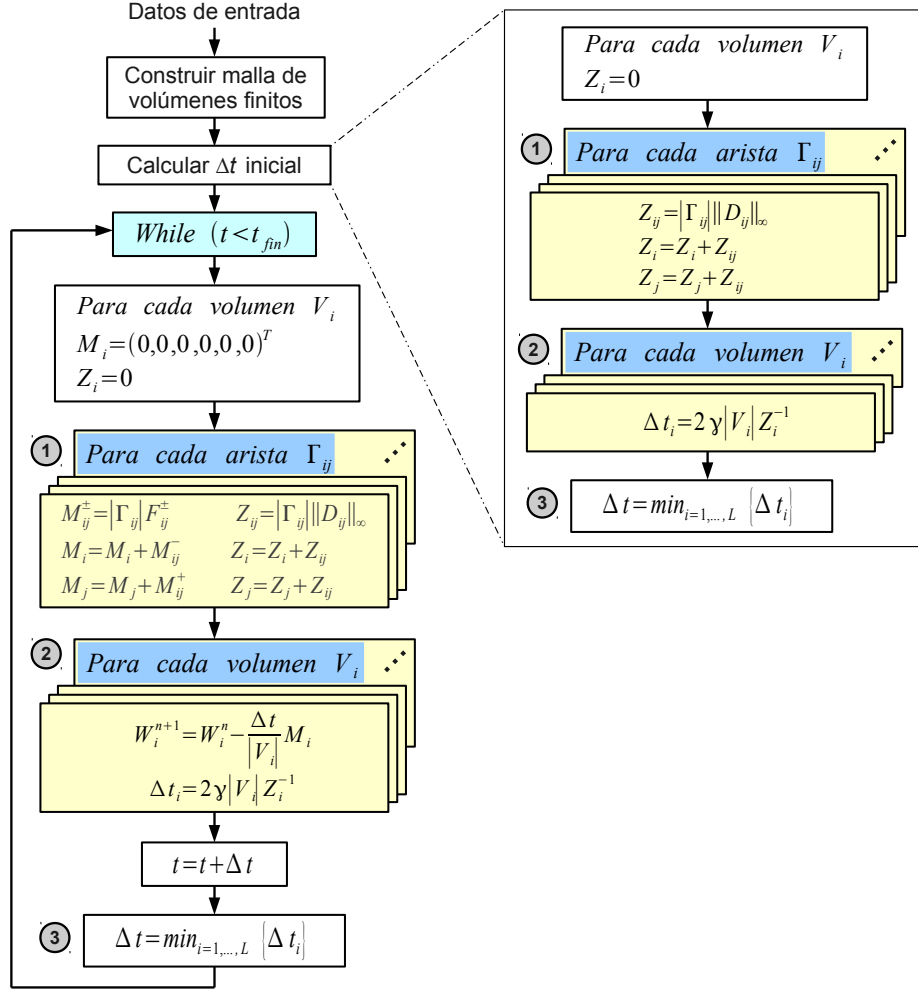 Datos de entrada
Construir malla de
volúmenes finitos
Calcular Δt inicial
While (t<t_fin)
Para cada volumen V_i
M_i=(0,0,0,0,0,0)^T
Z_i=0
1
Para cada arista Γ_ij
M_ij^±=|Γ_ij|F_ij^± Z_ij=|Γ_ij|‖D_ij‖_∞
M_i=M_i+M_ij^- Z_i=Z_i+Z_ij
M_j=M_j+M_ij^+ Z_j=Z_j+Z_ij
2
Para cada volumen V_i
W_i^{n+1}=W_i^n−\frac{Δt}{|V_i|}M_i
Δt_i=2γ|V_i|Z_i^{-1}
t=t+Δt
3
Δt=min_{i=1,...,L} {Δt_i}
Para cada volumen V_i
Z_i=0
1
Para cada arista Γ_ij
Z_ij=|Γ_ij|‖D_ij‖_∞
Z_i=Z_i+Z_ij
Z_j=Z_j+Z_ij
2
Para cada volumen V_i
Δt_i=2γ|V_i|Z_i^{-1}
3
Δt=min_{i=1,...,L} {Δt_i}